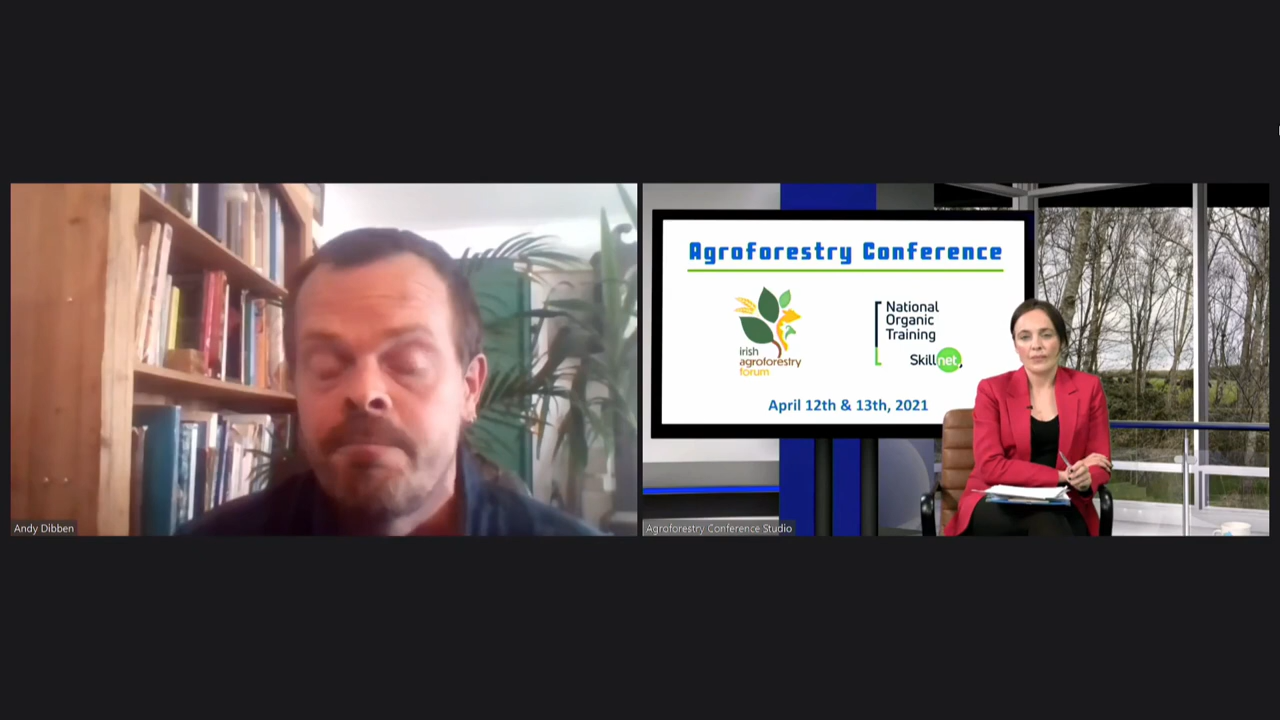 Agroforestry Conference
irish
agroforestry
forum
National
Organic
Training
Skillnet
April 12th & 13th, 2021
Andy Dibben
Agroforestry Conference Studio